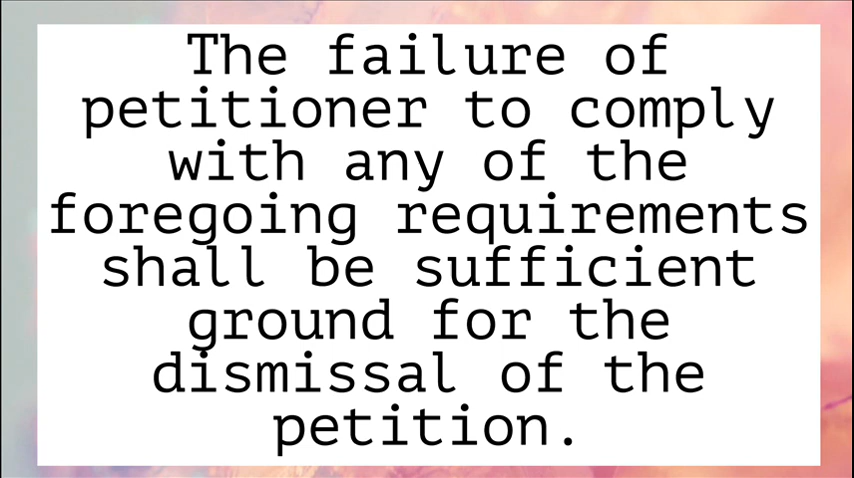 The failure of
petitioner to comply
with any of the
foregoing requirements
shall be sufficient
ground for the
dismissal of the
petition.